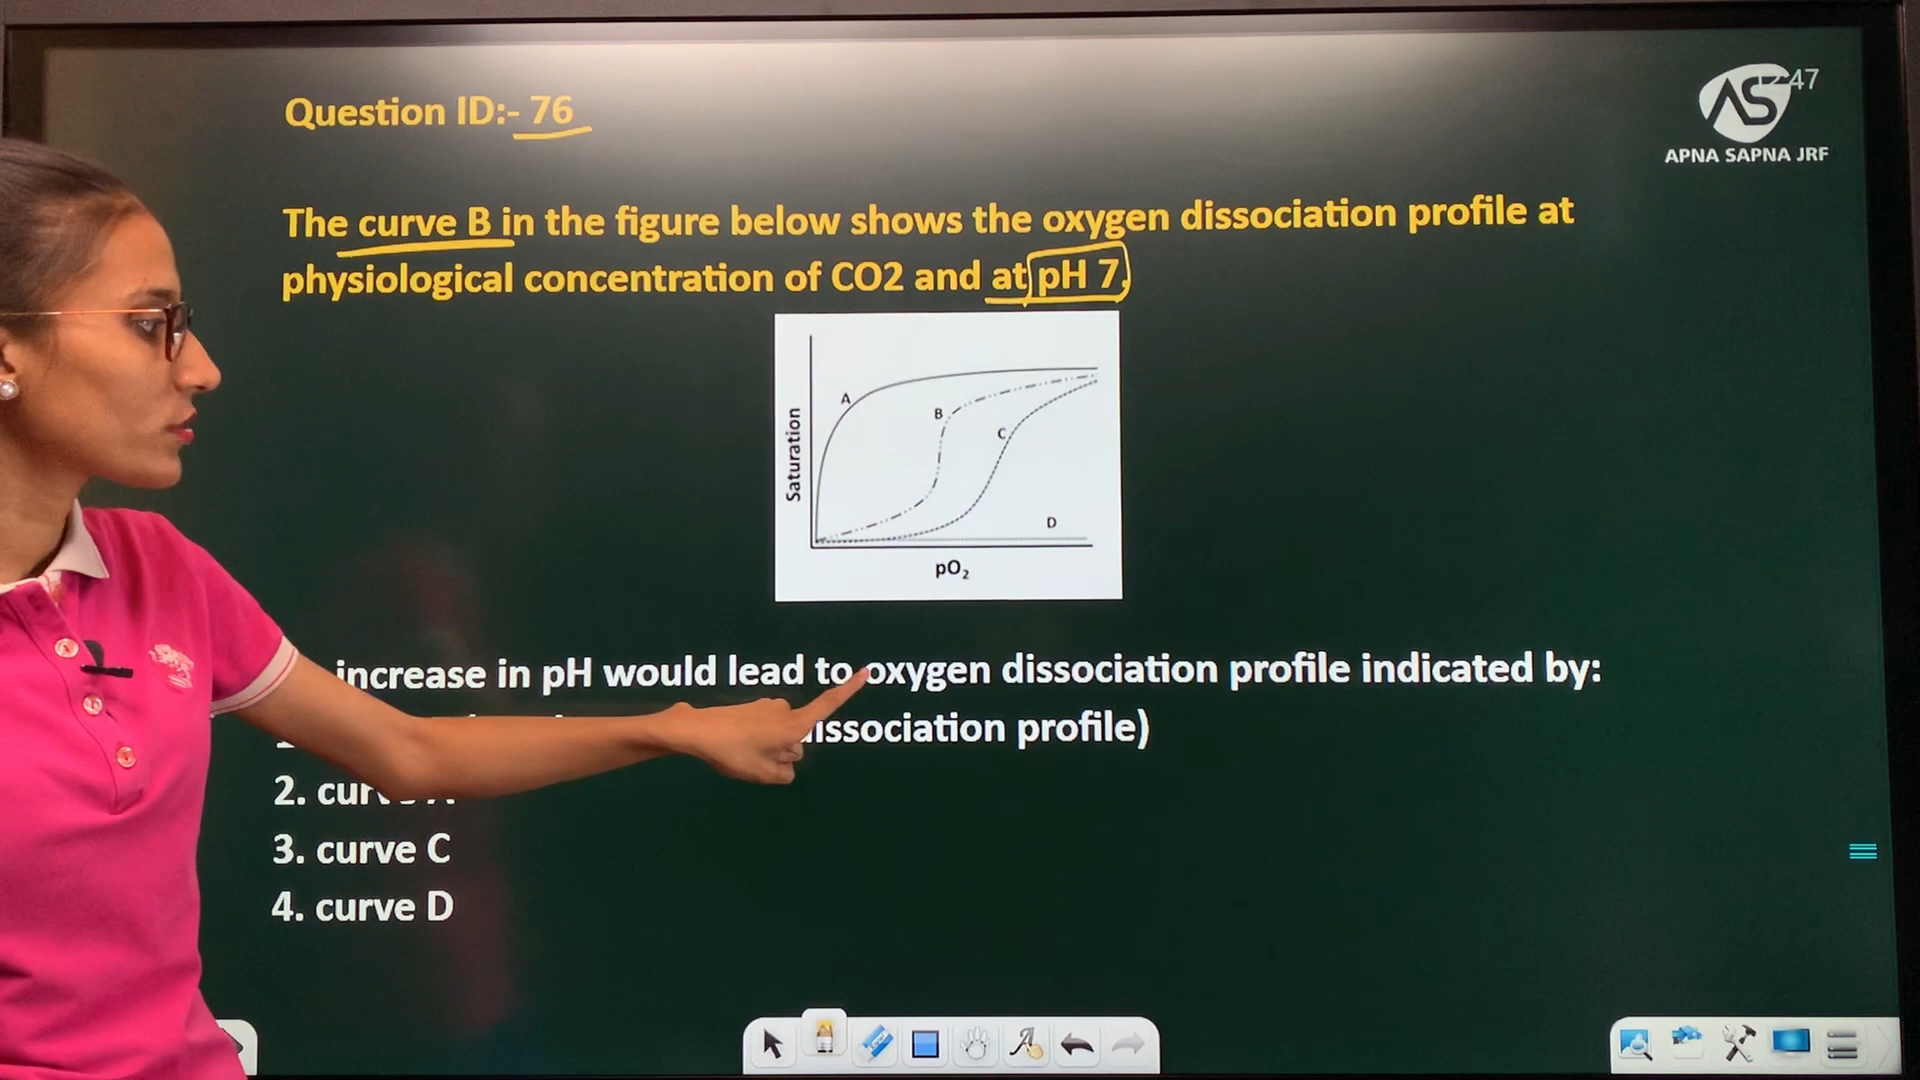 12:47
AS
APNA SAPNA JRF
Question ID:- 76
The curve B in the figure below shows the oxygen dissociation profile at
physiological concentration of CO2 and at pH 7.
A
B
C
D
Saturation
pO₂
increase in pH would lead to oxygen dissociation profile indicated by:
profile)
2.
3. curve C
4. curve D